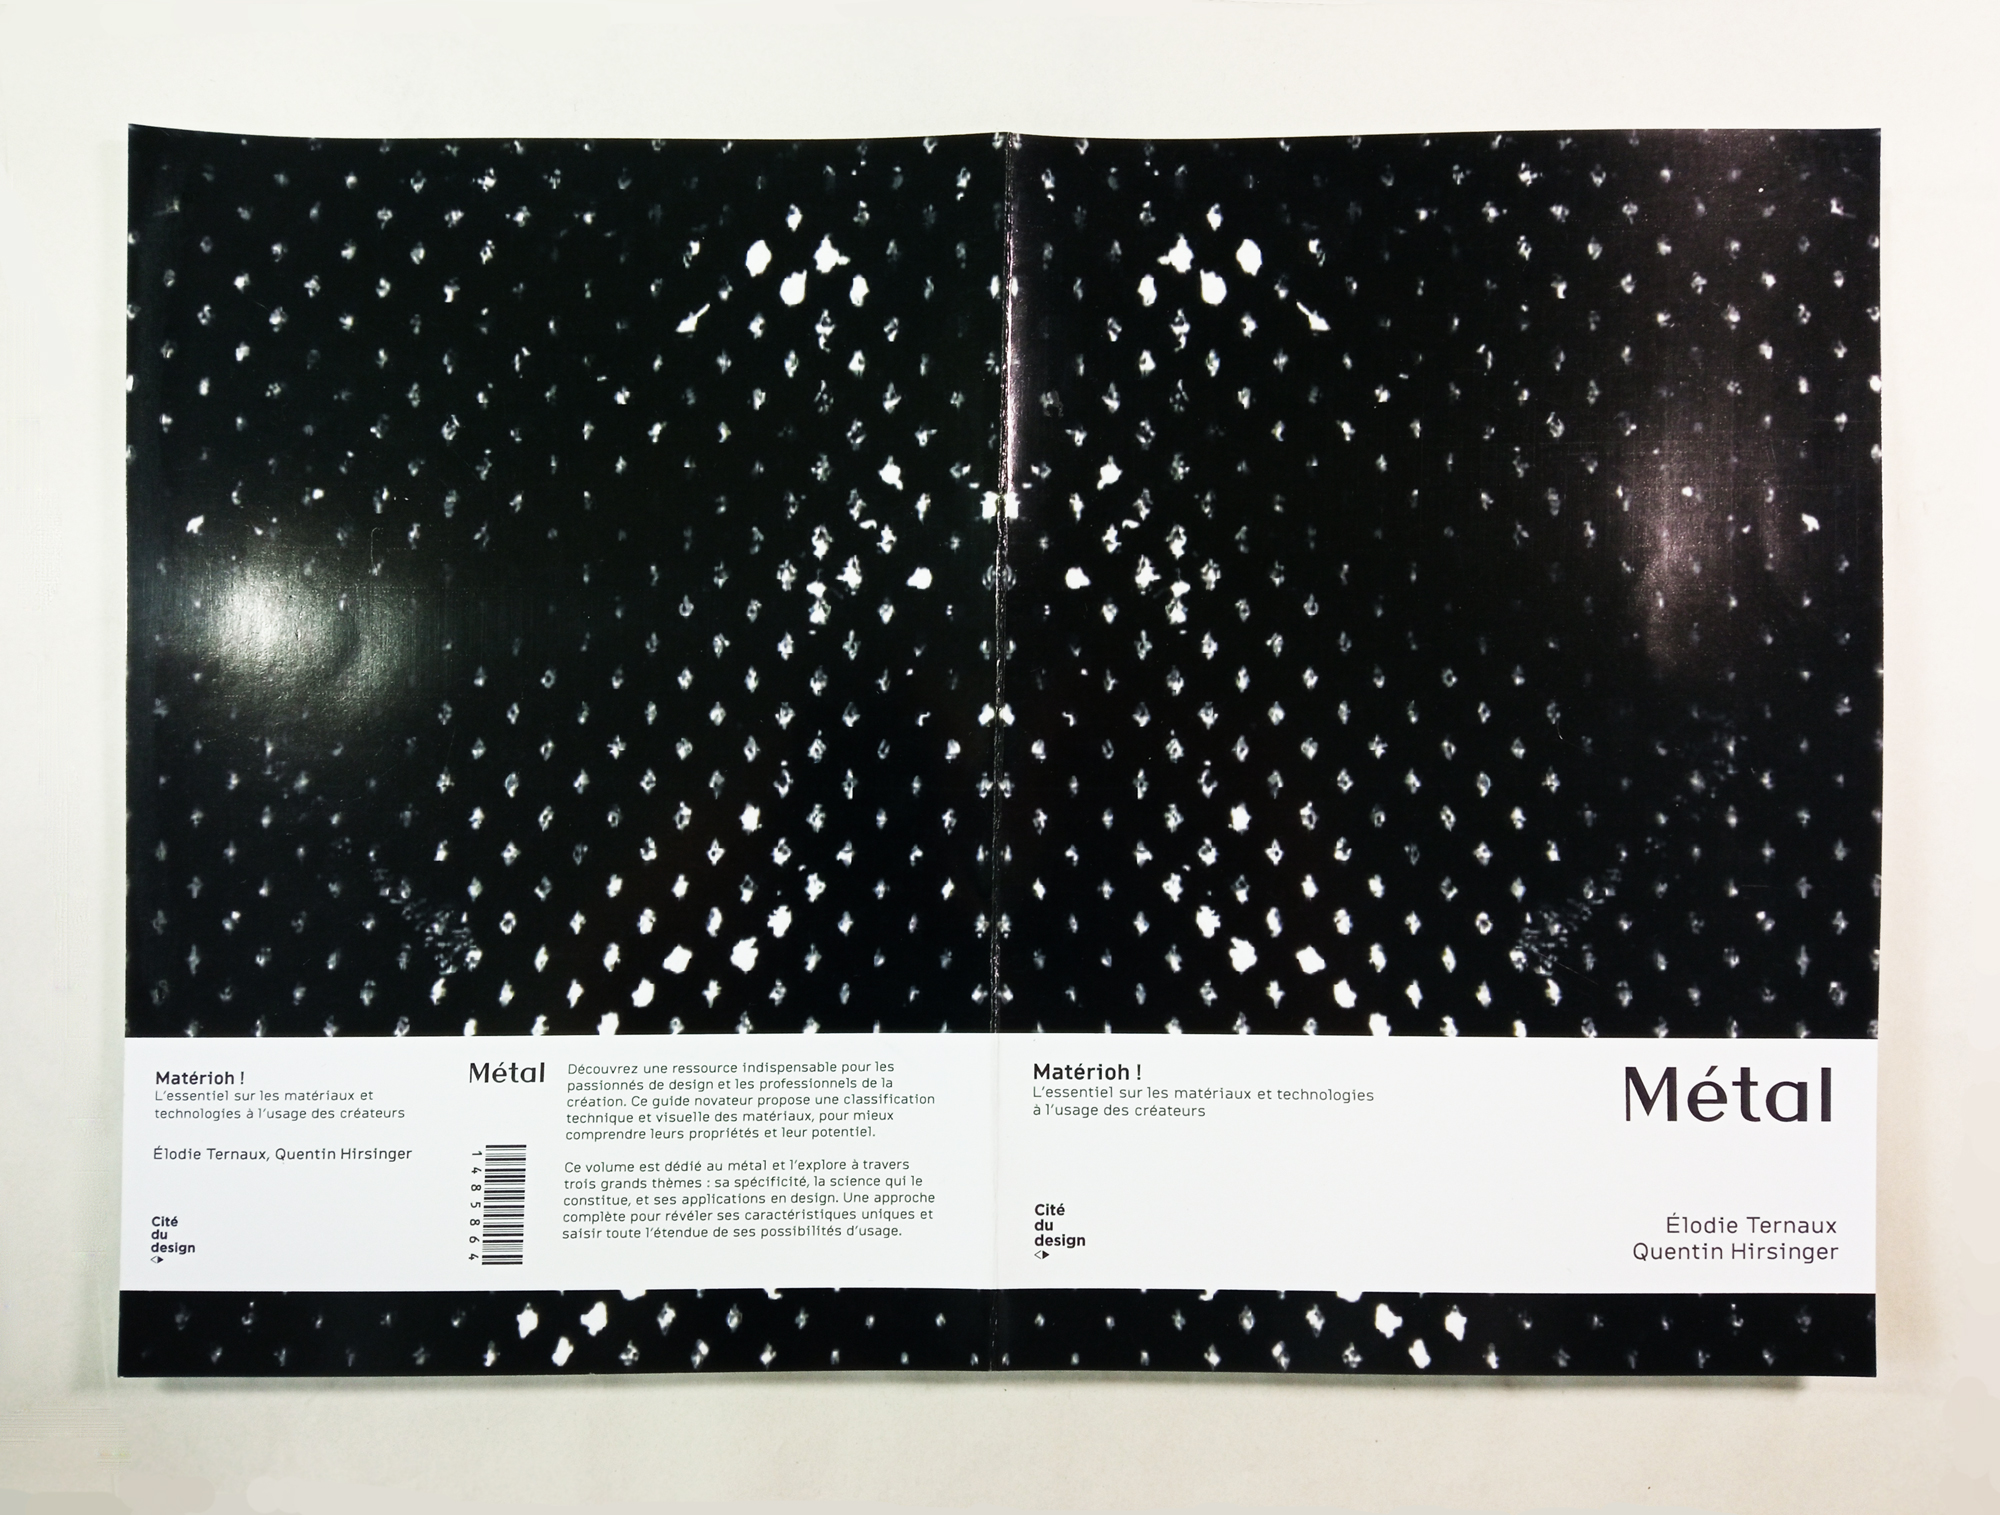 Matérioh !
L'essentiel sur les matériaux et
technologies à l'usage des créateurs
Élodie Ternaux, Quentin Hirsinger
Cité
du
design
Métal
14858964
Découvrez une ressource indispensable pour les
passionnés de design et les professionnels de la
création. Ce guide novateur propose une classification
technique et visuelle des matériaux, pour mieux
comprendre leurs propriétés et leur potentiel.
Ce volume est dédié au métal et l'explore à travers
trois grands thèmes : sa spécificité, la science qui le
constitue, et ses applications en design. Une approche
complète pour révéler ses caractéristiques uniques et
saisir toute l'étendue de ses possibilités d'usage.
Matérioh !
L'essentiel sur les matériaux et technologies
à l'usage des créateurs
Cité
du
design
Métal
Élodie Ternaux
Quentin Hirsinger